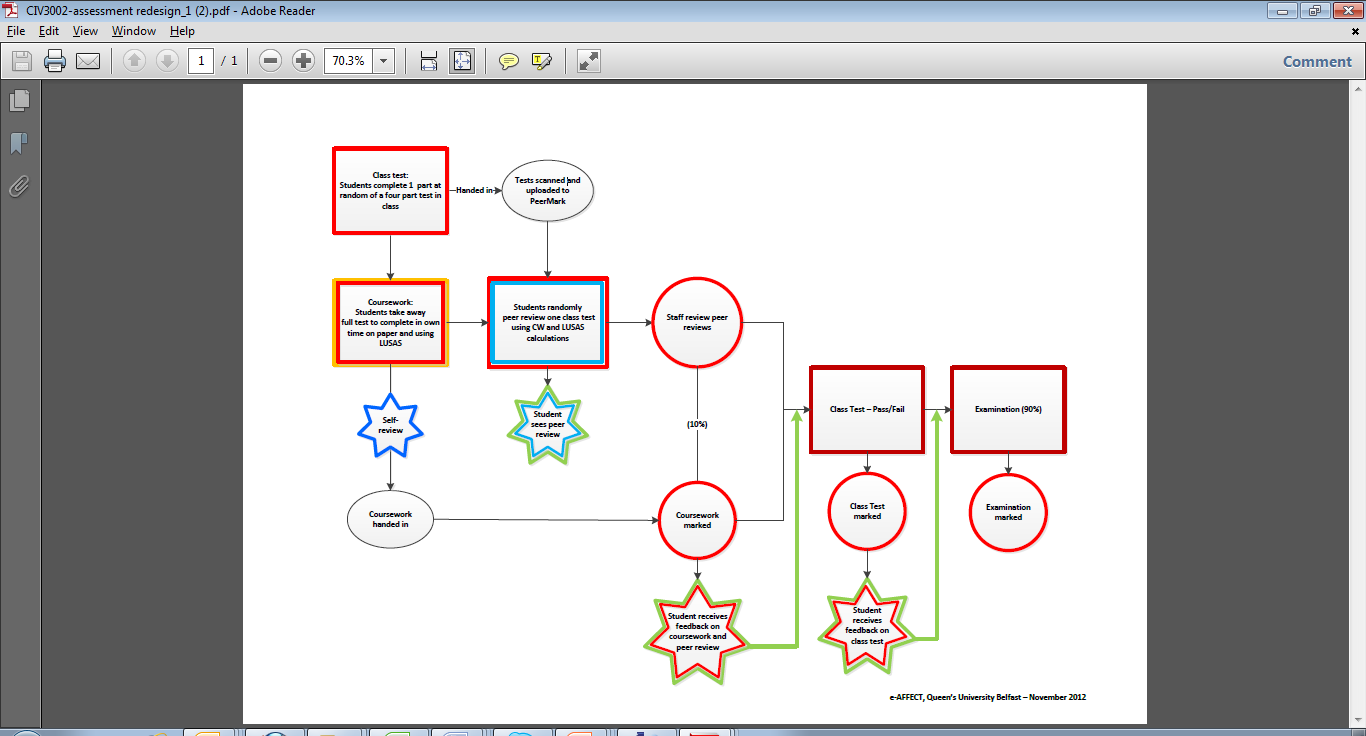 CIV3002-assessment redesign_1 (2).pdf - Adobe Reader
File Edit View Window Help
1 / 1 70.3% Comment
Class test:
Students complete 1 part at
random of a four part test in
class
Handed in
Tests scanned and
uploaded to
PeerMark
Coursework:
Students take away
full test to complete in own
time on paper and using
LUSAS
Students randomly
peer review one class test
using CW and LUSAS
calculations
Staff review peer
reviews
Self-
review
Student
sees peer
review
(10%)
Class Test – Pass/Fail
Examination (90%)
Coursework
handed in
Coursework
marked
Class Test
marked
Examination
marked
Student receives
feedback on
coursework and
peer review
Student
receives
feedback on
class test
e-AFFECT, Queen's University Belfast – November 2012